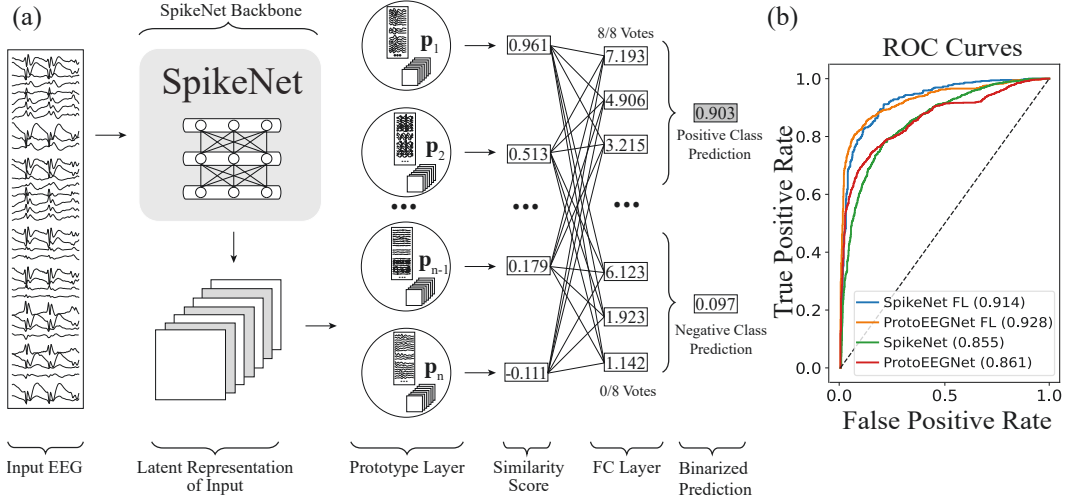 (a)
SpikeNet Backbone
SpikeNet
p1
p2
•••
pn-1
pn
0.961
0.513
•••
0.179
-0.111
8/8 Votes
7.193
4.906
3.215
•••
6.123
1.923
1.142
0/8 Votes
0.903
Positive Class
Prediction
0.097
Negative Class
Prediction
Input EEG
Latent Representation
of Input
Prototype Layer
Similarity
Score
FC Layer
Binarized
Prediction
(b)
ROC Curves
True Positive Rate
1.0
0.8
0.6
0.4
0.2
0.0
SpikeNet FL (0.914)
ProtoEEGNet FL (0.928)
SpikeNet (0.855)
ProtoEEGNet (0.861)
0.0
0.5
1.0
False Positive Rate